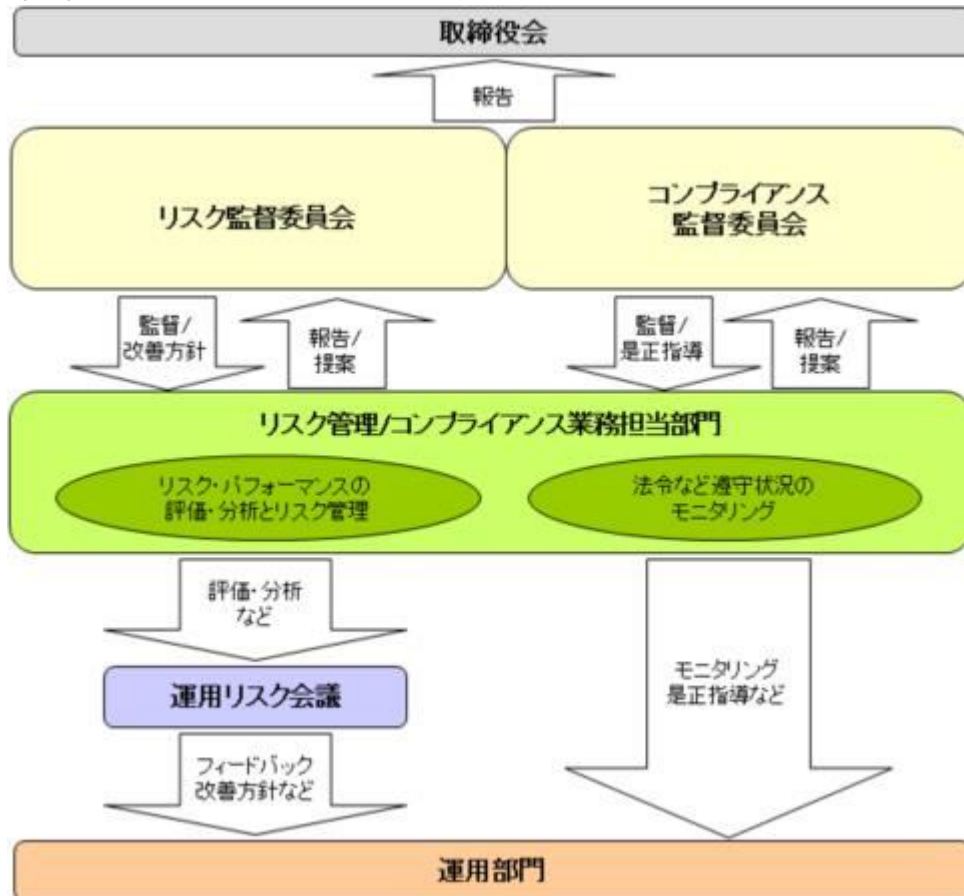 取締役会
報告
リスク監督委員会
コンプライアンス
監督委員会
監督/
改善方針
報告/
提案
監督/
是正指導
報告/
提案
リスク管理/コンプライアンス業務担当部門
リスク・パフォーマンスの
評価・分析とリスク管理
法令など遵守状況の
モニタリング
評価・分析
など
運用リスク会議
モニタリング
是正指導など
フィードバック
改善方針など
運用部門